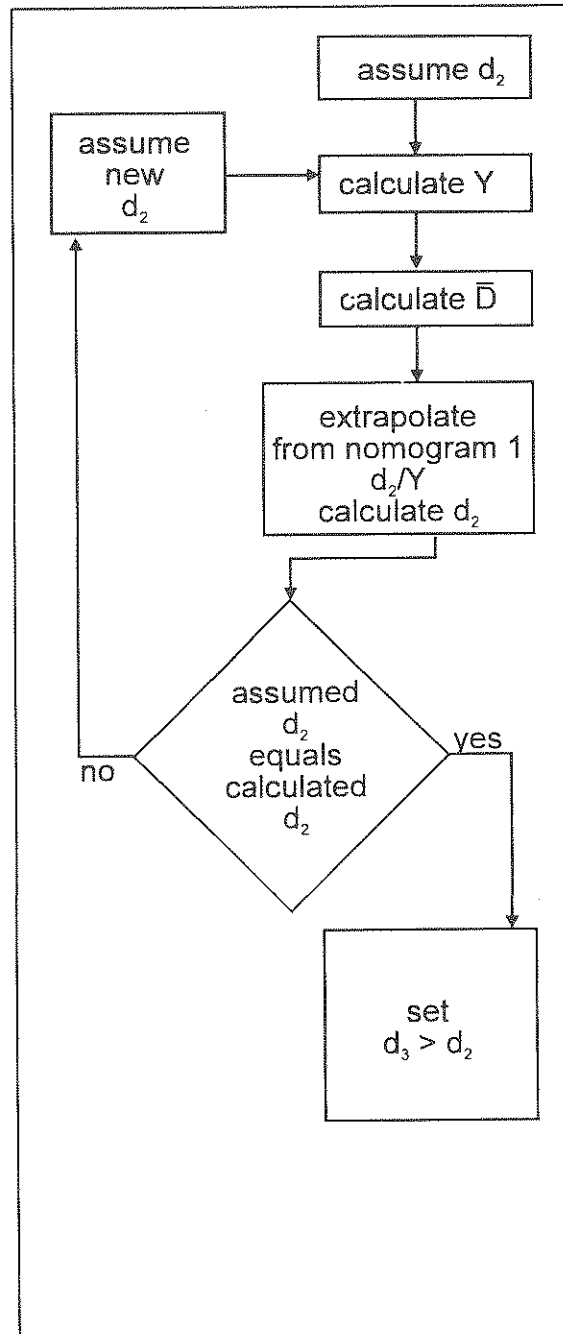 assume d₂
assume
new
d₂
calculate Y
calculate D̅
extrapolate
from nomogram 1
d₂/Y
calculate d₂
assumed
d₂
equals
calculated
d₂
no
yes
set
d₃ > d₂